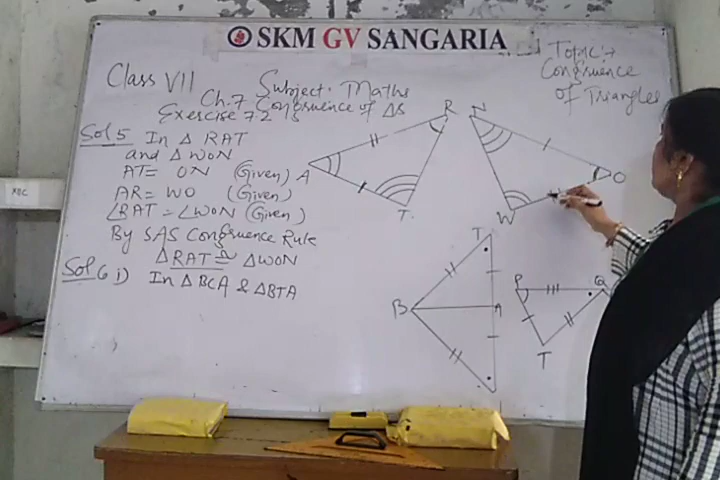 SKM GV SANGARIA
Class VII
Subject. Maths
Ch.7 Congruence of Δs
Exercise 7.2
Topic:→
Congruence
of Triangles
Sol 5 In Δ RAT
and Δ WON
AT = ON (Given)
AR = WO (Given)
∠RAT = ∠WON (Given)
By SAS Congruence Rule
ΔRAT ≅ ΔWON
Sol 6 i) In ΔBCA & ΔBTA
R
A
T
N
O
W
T
B
A
P
Q
T